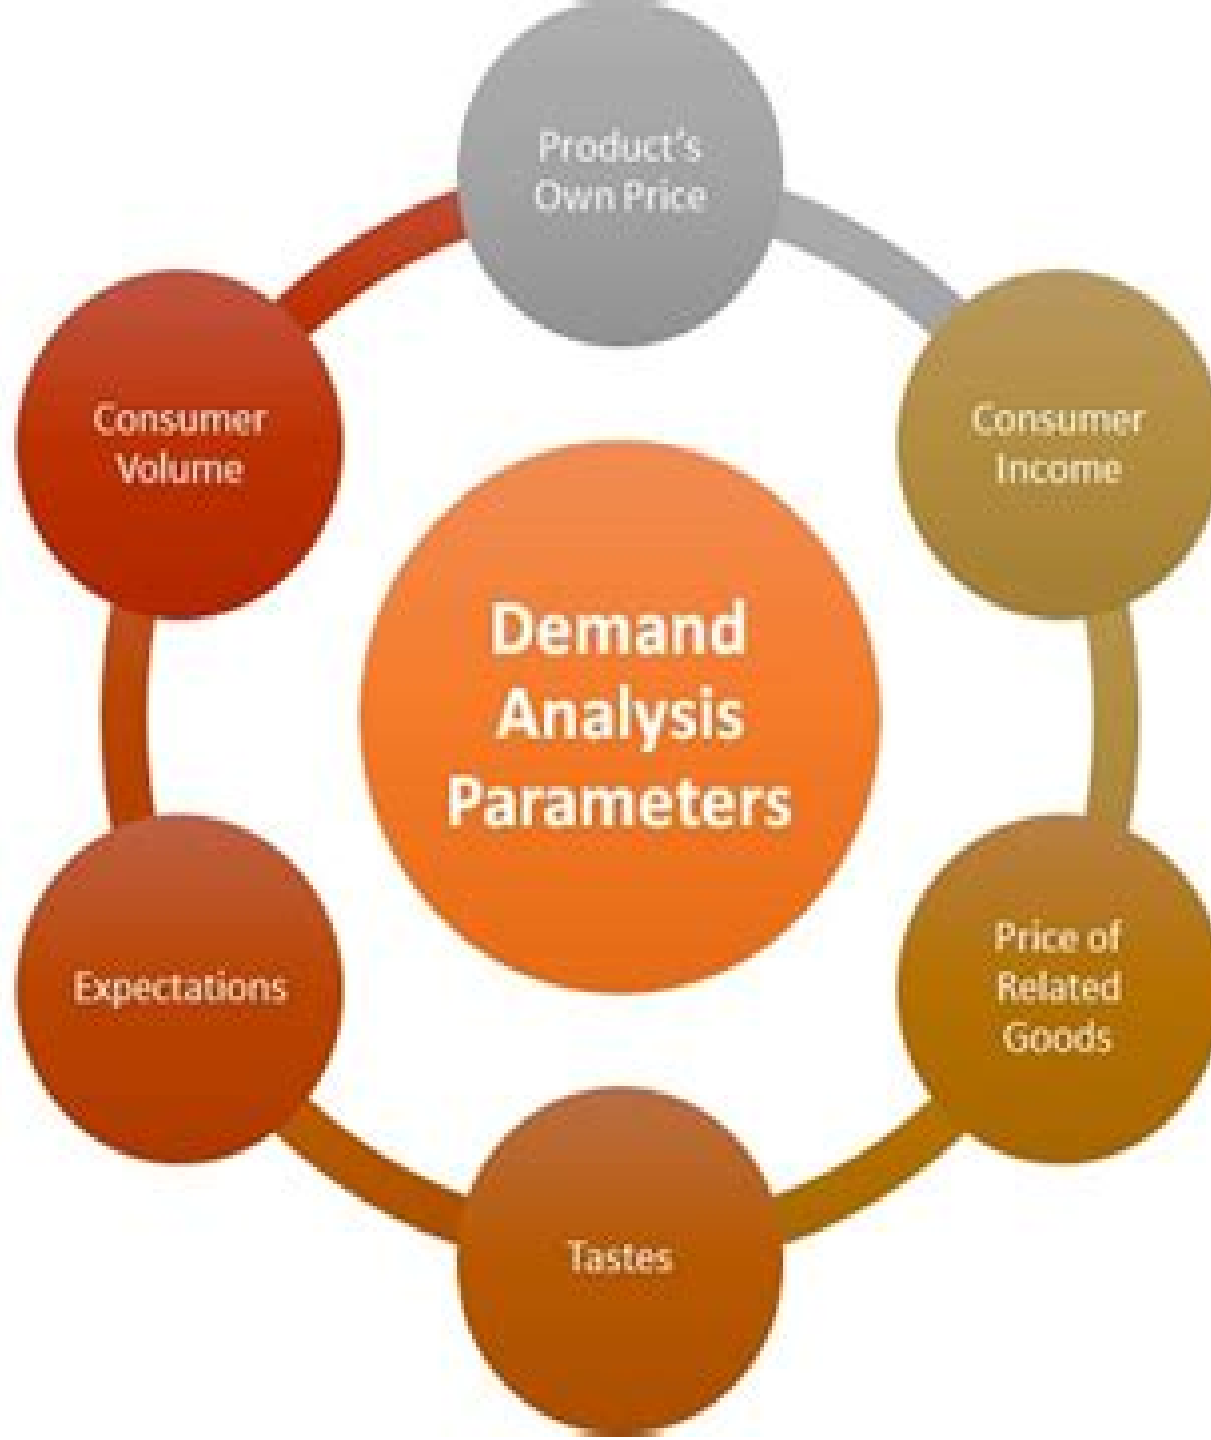 Product's
Own Price
Consumer
Income
Price of
Related
Goods
Tastes
Expectations
Consumer
Volume
Demand
Analysis
Parameters